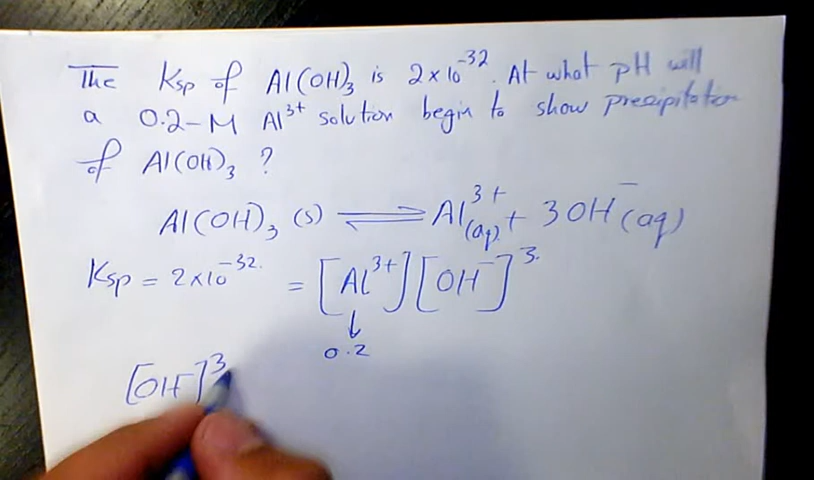 The Ksp of Al(OH)₃ is 2×10⁻³². At what pH will
a 0.2-M Al³⁺ solution begin to show precipitation
of Al(OH)₃ ?
Al(OH)₃ (s) ⇌ Al³⁺(aq) + 3OH⁻(aq)
Ksp = 2×10⁻³². = [Al³⁺][OH⁻]³.
↓
0.2
[OH⁻]³